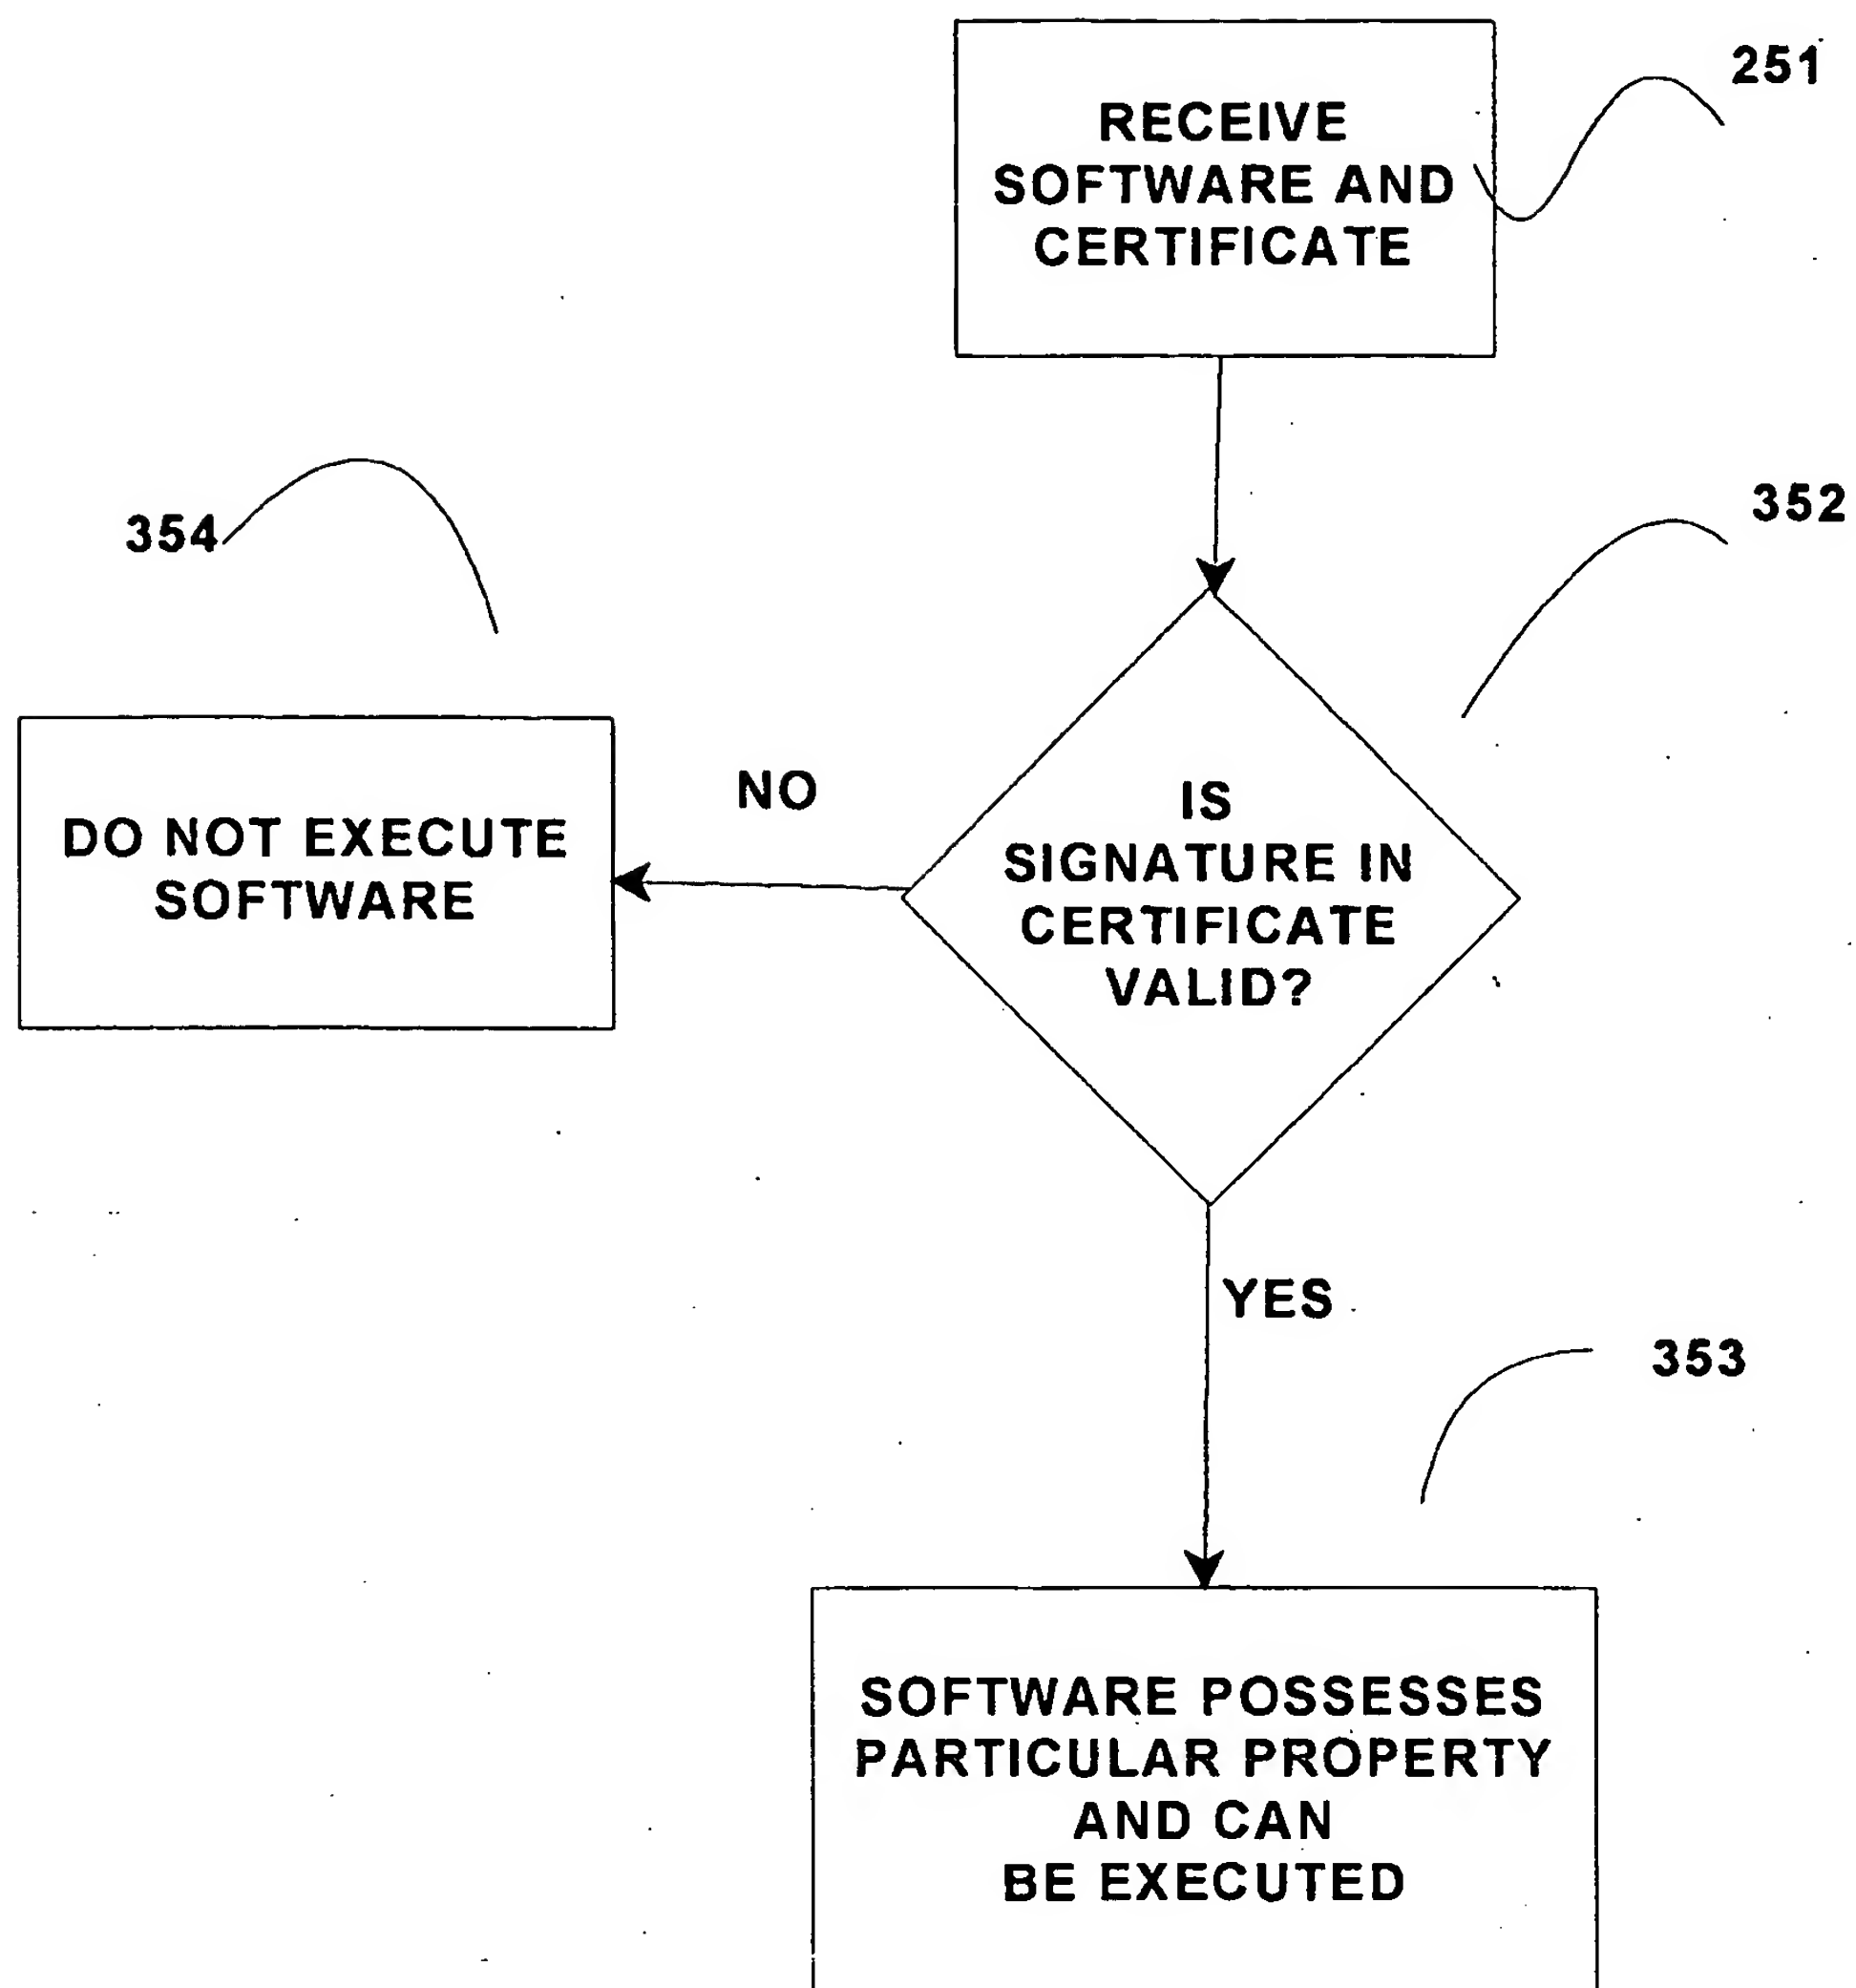 RECEIVE
SOFTWARE AND
CERTIFICATE
251
354
352
NO
DO NOT EXECUTE
SOFTWARE
IS
SIGNATURE IN
CERTIFICATE
VALID?
YES
353
SOFTWARE POSSESSES
PARTICULAR PROPERTY
AND CAN
BE EXECUTED